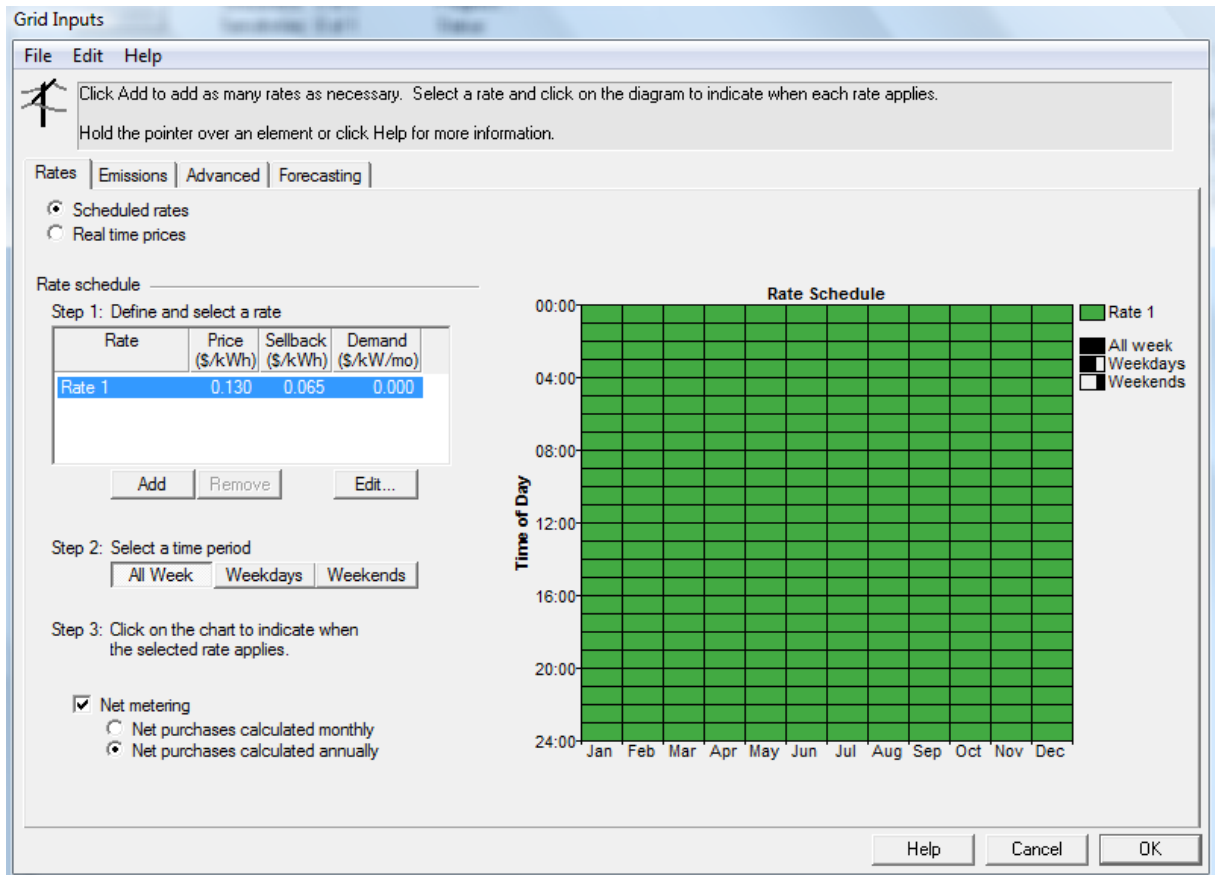 Grid Inputs
File Edit Help
Click Add to add as many rates as necessary. Select a rate and click on the diagram to indicate when each rate applies.
Hold the pointer over an element or click Help for more information.
Rates Emissions Advanced Forecasting
Scheduled rates
Real time prices
Rate schedule
Step 1: Define and select a rate
Rate Price ($/kWh) Sellback ($/kWh) Demand ($/kW/mo)
Rate 1 0.130 0.065 0.000
Add Remove Edit...
Step 2: Select a time period
All Week Weekdays Weekends
Step 3: Click on the chart to indicate when
the selected rate applies.
Net metering
Net purchases calculated monthly
Net purchases calculated annually
Rate Schedule
Time of Day
00:00
04:00
08:00
12:00
16:00
20:00
24:00
Jan Feb Mar Apr May Jun Jul Aug Sep Oct Nov Dec
Rate 1
All week
Weekdays
Weekends
Help Cancel OK